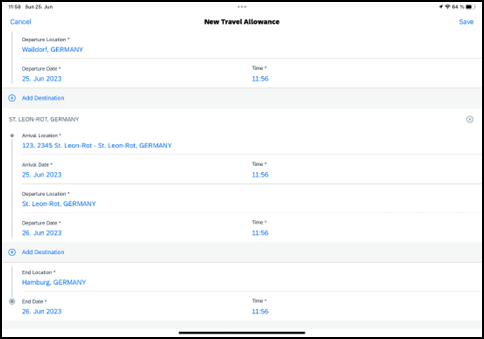 11:58 Sun 25. Jun
64 %
Cancel
New Travel Allowance
Save
Departure Location *
Walldorf, GERMANY
Departure Date *
Time *
25. Jun 2023
11:56
Add Destination
ST. LEON-ROT, GERMANY
Arrival Location *
123, 2345 St. Leon-Rot - St. Leon-Rot, GERMANY
Arrival Date *
Time *
25. Jun 2023
11:56
Departure Location *
St. Leon-Rot, GERMANY
Departure Date *
Time *
26. Jun 2023
11:56
Add Destination
End Location *
Hamburg, GERMANY
End Date *
Time *
26. Jun 2023
11:56